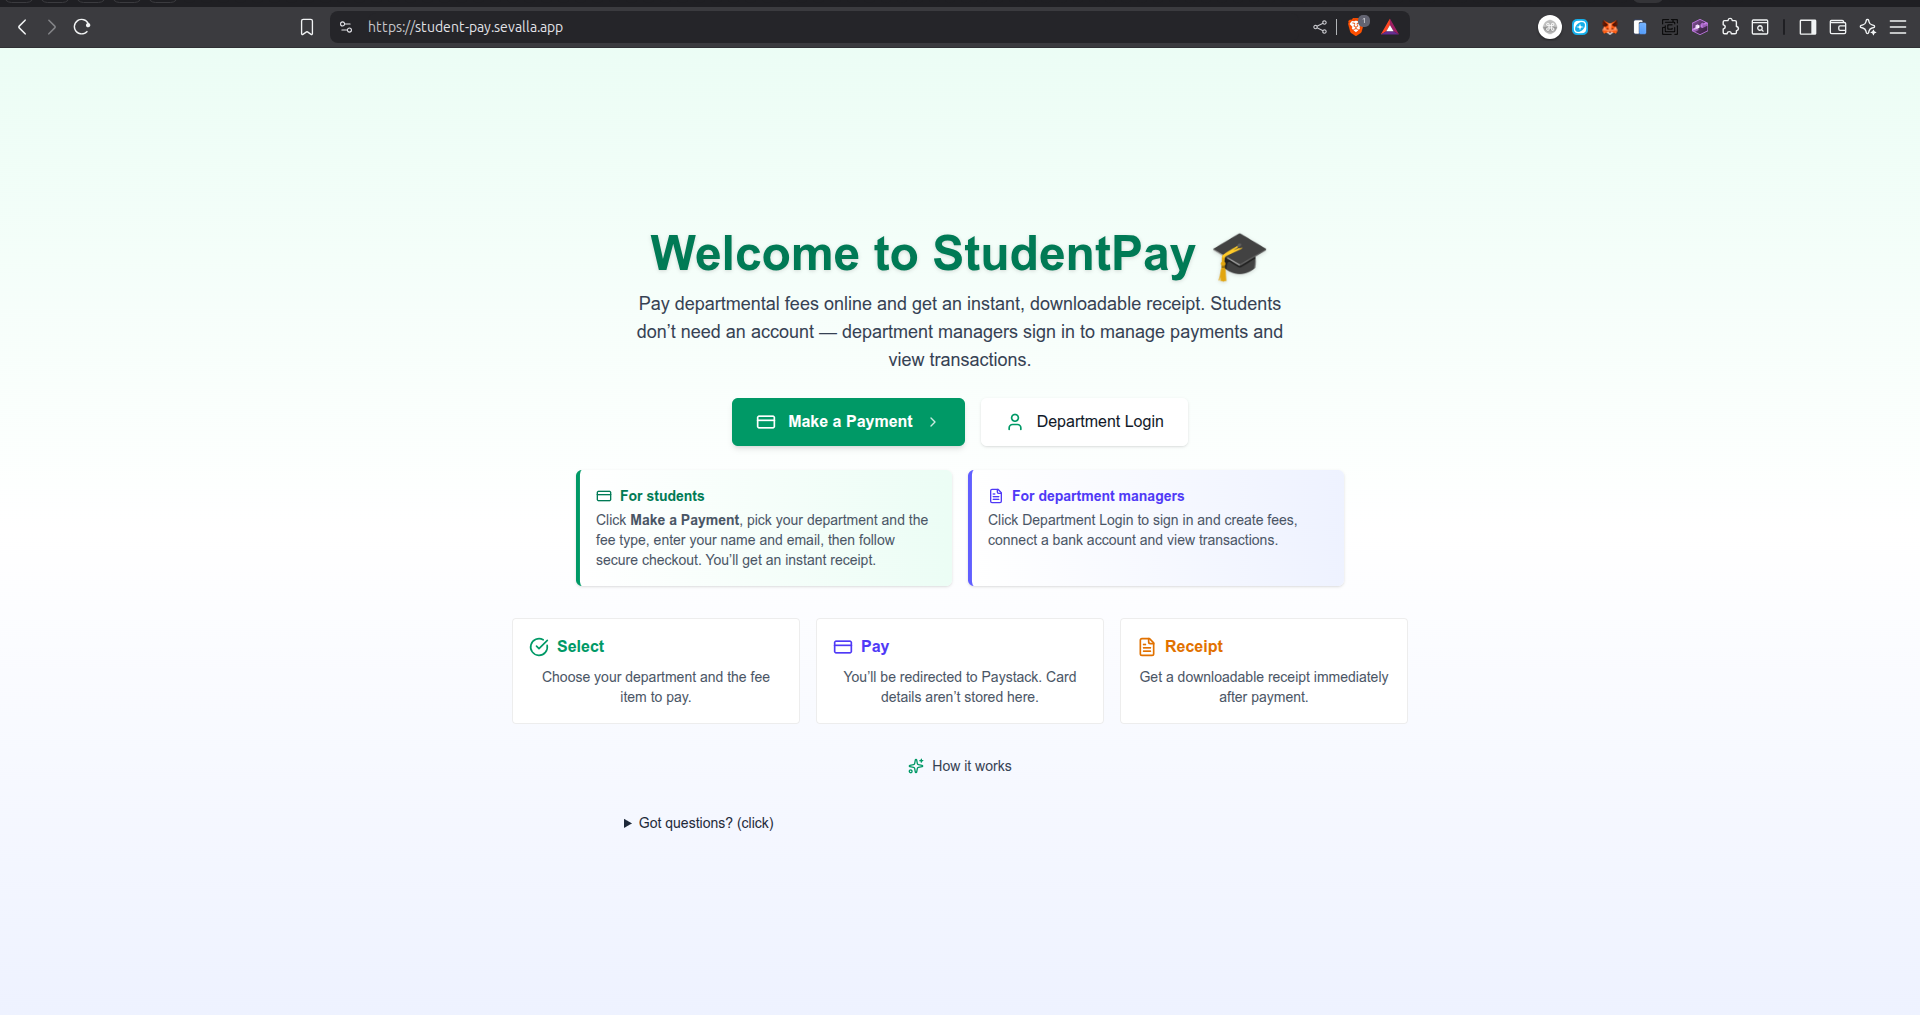 https://student-pay.sevalla.app
1
Welcome to StudentPay 🎓
Pay departmental fees online and get an instant, downloadable receipt. Students
don’t need an account — department managers sign in to manage payments and
view transactions.
Make a Payment
Department Login
For students
Click Make a Payment, pick your department and the
fee type, enter your name and email, then follow
secure checkout. You’ll get an instant receipt.
For department managers
Click Department Login to sign in and create fees,
connect a bank account and view transactions.
Select
Choose your department and the fee
item to pay.
Pay
You’ll be redirected to Paystack. Card
details aren’t stored here.
Receipt
Get a downloadable receipt immediately
after payment.
How it works
Got questions? (click)